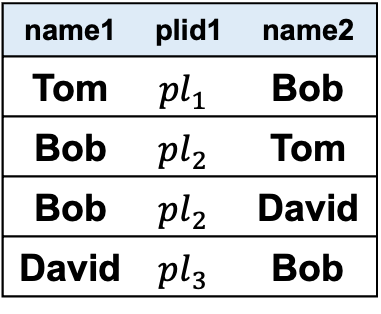 name1 plid1 name2
Tom pl₁ Bob
Bob pl₂ Tom
Bob pl₂ David
David pl₃ Bob